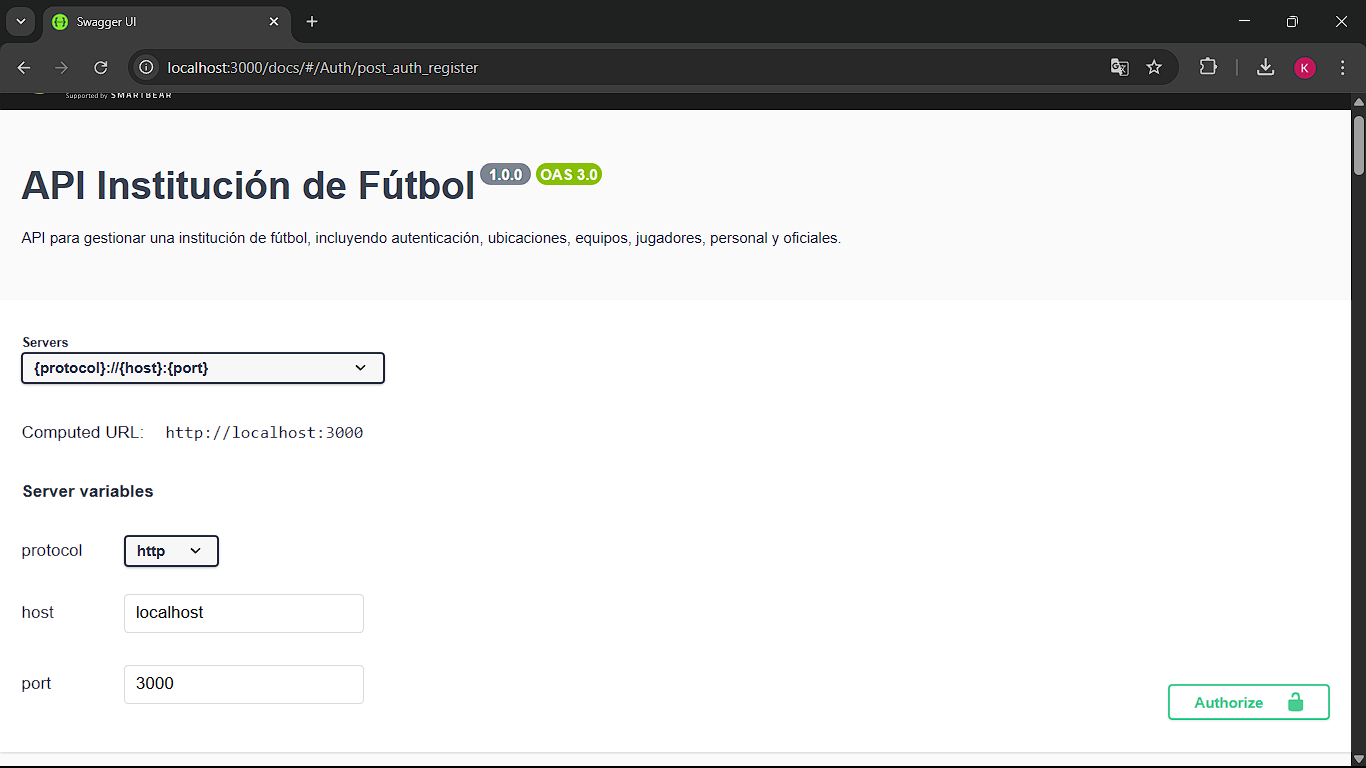 Swagger UI
localhost:3000/docs/#/Auth/post_auth_register
K
Supported by SMARTBEAR
API Institución de Fútbol 1.0.0 OAS 3.0
API para gestionar una institución de fútbol, incluyendo autenticación, ubicaciones, equipos, jugadores, personal y oficiales.
Servers
{protocol}://{host}:{port}
Computed URL: http://localhost:3000
Server variables
protocol http
host localhost
port 3000
Authorize